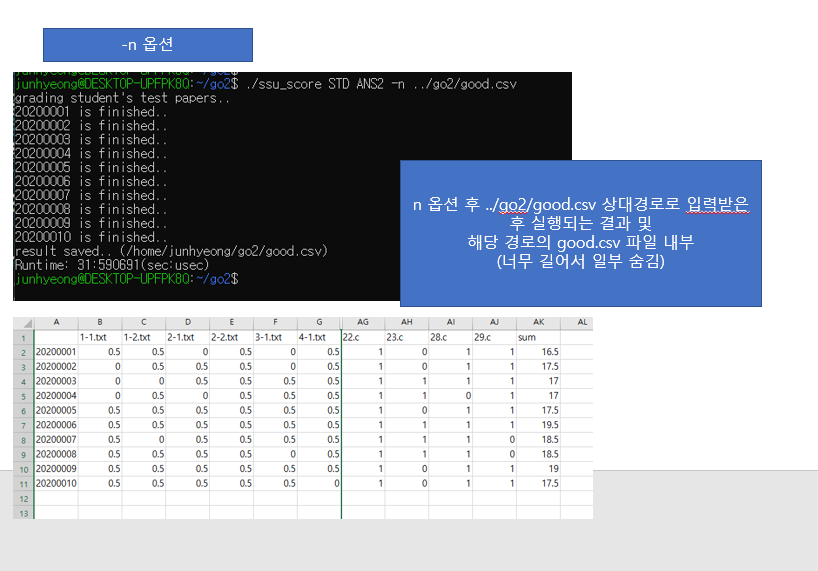 -n 옵션
junhyeong@DESKTOP-UPFPK8Q:~/go2$
junhyeong@DESKTOP-UPFPK8Q:~/go2$ ./ssu_score STD ANS2 -n ../go2/good.csv
grading student's test papers..
20200001 is finished..
20200002 is finished..
20200003 is finished..
20200004 is finished..
20200005 is finished..
20200006 is finished..
20200007 is finished..
20200008 is finished..
20200009 is finished..
20200010 is finished..
result saved.. (/home/junhyeong/go2/good.csv)
Runtime: 31:590691(sec:usec)
junhyeong@DESKTOP-UPFPK8Q:~/go2$
n 옵션 후 ../go2/good.csv 상대경로로 입력받은
후 실행되는 결과 및
해당 경로의 good.csv 파일 내부
(너무 길어서 일부 숨김)
A B C D E F G AG AH AI AJ AK AL
1 1-1.txt 1-2.txt 2-1.txt 2-2.txt 3-1.txt 4-1.txt 22.c 23.c 28.c 29.c sum
2 20200001 0.5 0.5 0 0.5 0 0.5 1 0 1 1 16.5
3 20200002 0 0.5 0.5 0.5 0 0.5 1 0 1 1 17.5
4 20200003 0 0 0.5 0.5 0.5 0.5 1 1 1 1 17
5 20200004 0 0.5 0 0.5 0.5 0.5 1 1 0 1 17
6 20200005 0.5 0.5 0.5 0.5 0.5 0.5 1 0 1 1 17.5
7 20200006 0.5 0.5 0.5 0.5 0.5 0.5 1 1 1 1 19.5
8 20200007 0.5 0 0.5 0.5 0.5 0.5 1 1 1 0 18.5
9 20200008 0.5 0.5 0.5 0.5 0 0.5 1 1 1 0 18.5
10 20200009 0.5 0.5 0.5 0.5 0.5 0.5 1 0 1 1 19
11 20200010 0.5 0.5 0.5 0.5 0.5 0 1 0 1 1 17.5
12
13